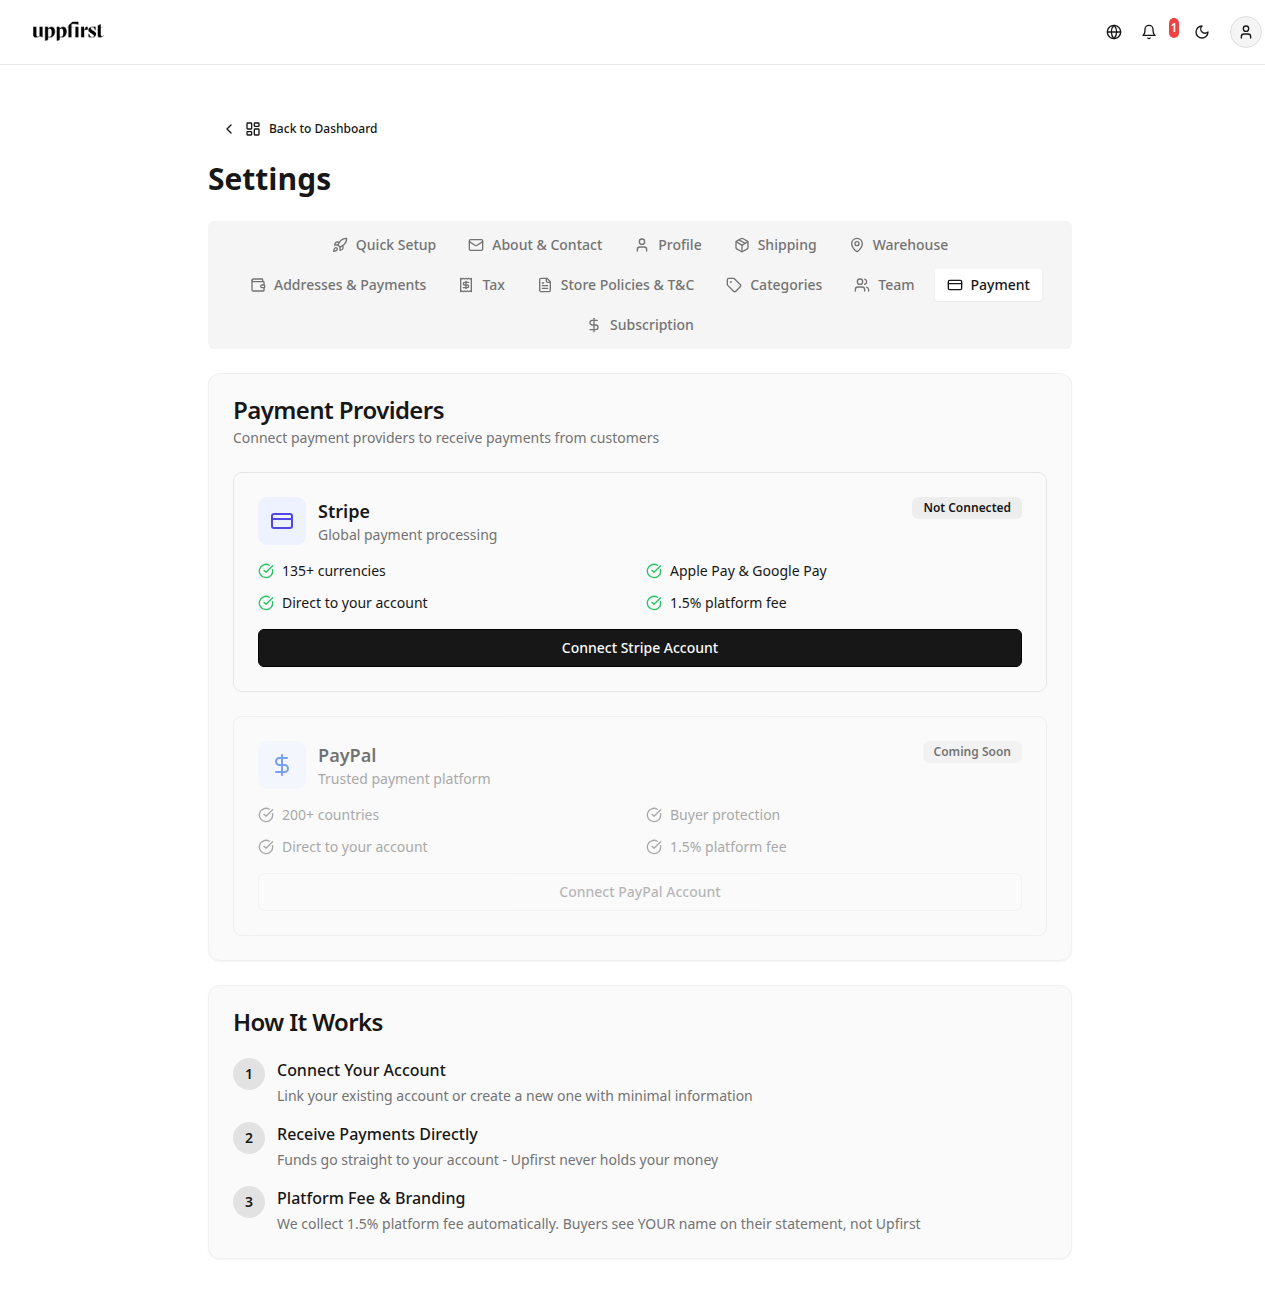 uppfirst
1
Back to Dashboard
Settings
Quick Setup
About & Contact
Profile
Shipping
Warehouse
Addresses & Payments
Tax
Store Policies & T&C
Categories
Team
Payment
Subscription
Payment Providers
Connect payment providers to receive payments from customers
Stripe
Not Connected
Global payment processing
135+ currencies
Apple Pay & Google Pay
Direct to your account
1.5% platform fee
Connect Stripe Account
PayPal
Coming Soon
Trusted payment platform
200+ countries
Buyer protection
Direct to your account
1.5% platform fee
Connect PayPal Account
How It Works
1
Connect Your Account
Link your existing account or create a new one with minimal information
2
Receive Payments Directly
Funds go straight to your account - Upfirst never holds your money
3
Platform Fee & Branding
We collect 1.5% platform fee automatically. Buyers see YOUR name on their statement, not Upfirst